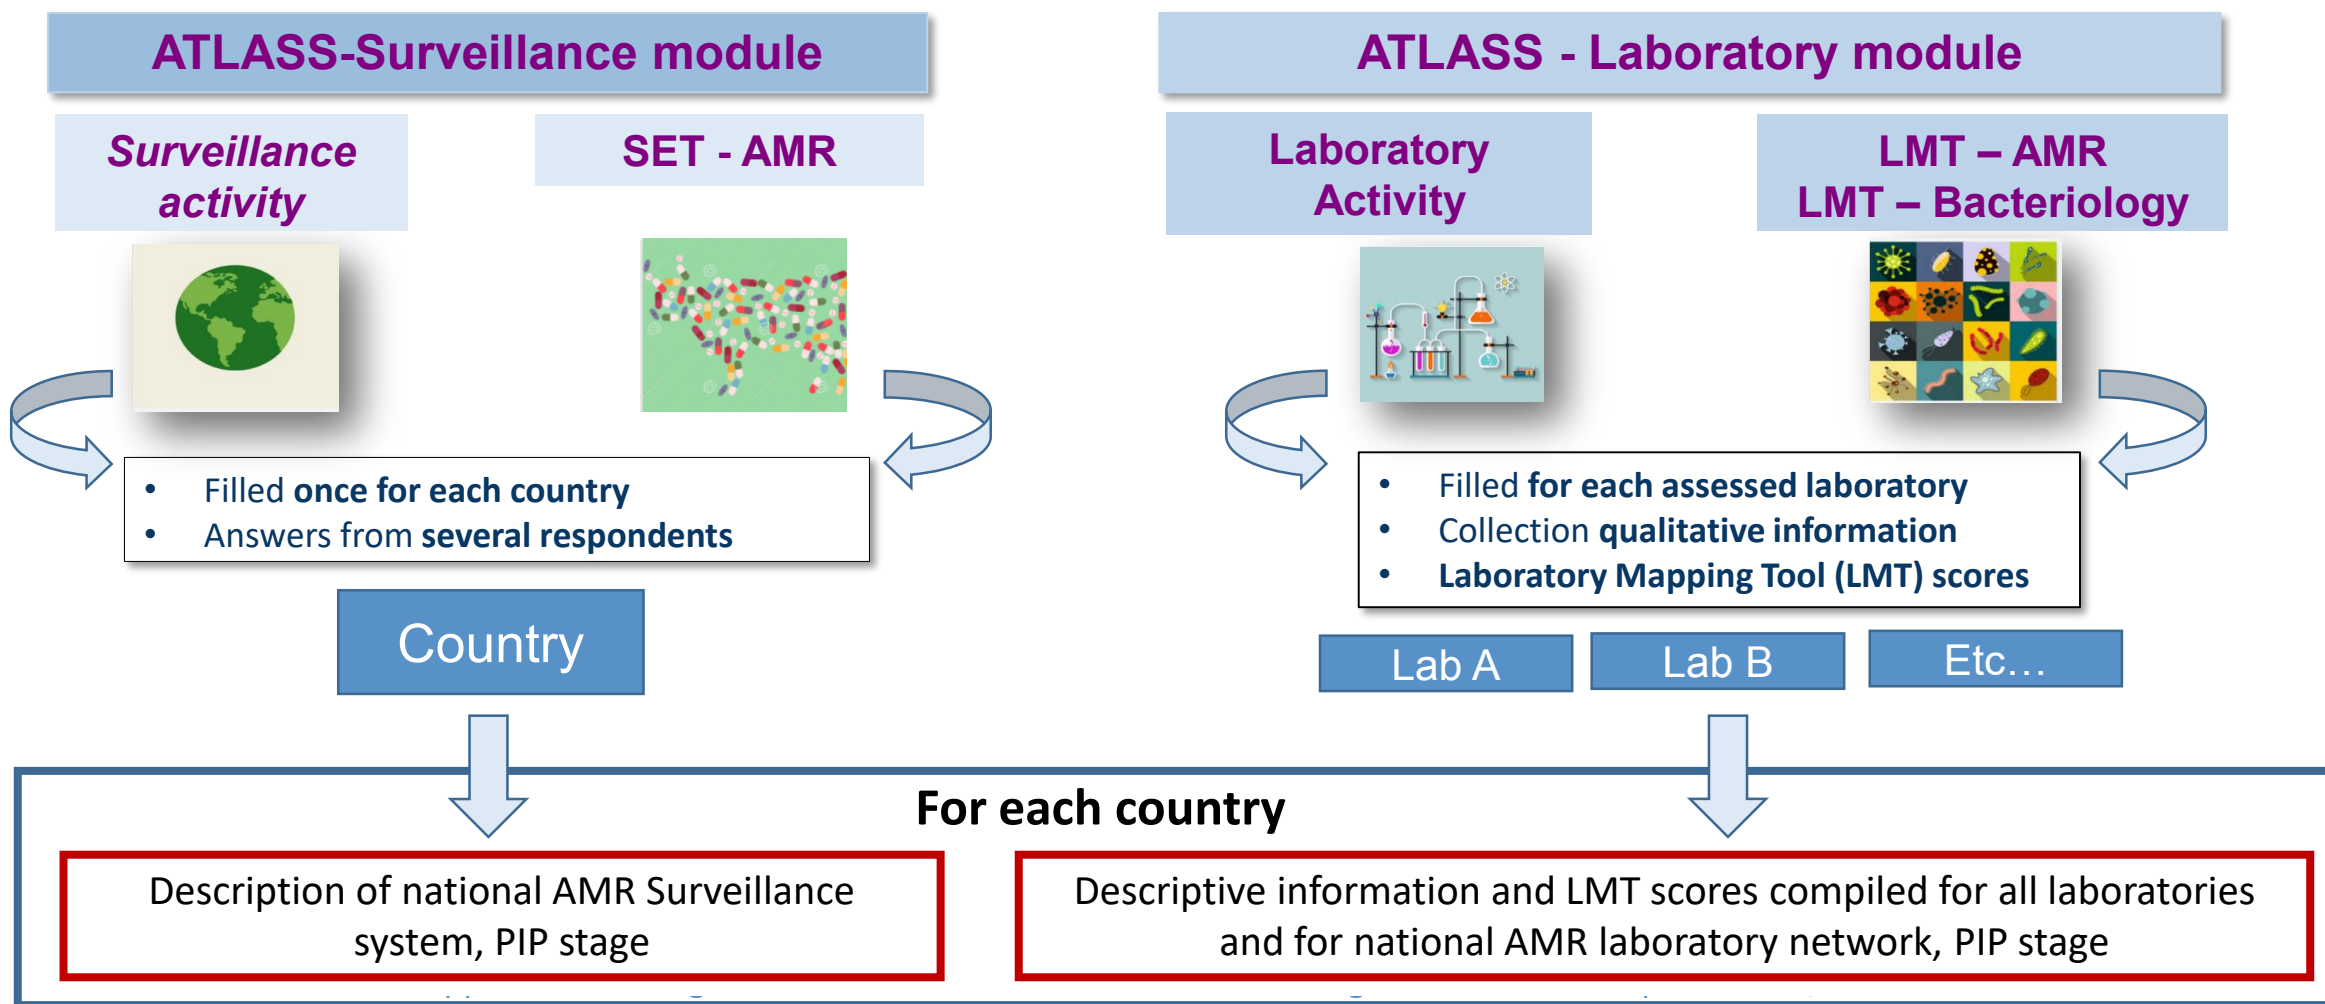 ATLASS-Surveillance module
Surveillance
activity
SET - AMR
• Filled once for each country
• Answers from several respondents
Country
ATLASS - Laboratory module
Laboratory
Activity
LMT – AMR
LMT – Bacteriology
• Filled for each assessed laboratory
• Collection qualitative information
• Laboratory Mapping Tool (LMT) scores
Lab A
Lab B
Etc...
For each country
Description of national AMR Surveillance
system, PIP stage
Descriptive information and LMT scores compiled for all laboratories
and for national AMR laboratory network, PIP stage